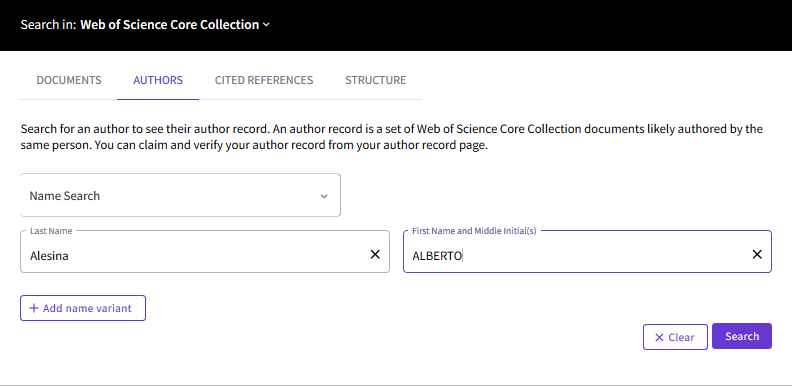 Search in: Web of Science Core Collection
DOCUMENTS AUTHORS CITED REFERENCES STRUCTURE
Search for an author to see their author record. An author record is a set of Web of Science Core Collection documents likely authored by the
same person. You can claim and verify your author record from your author record page.
Name Search
Last Name First Name and Middle Initial(s)
Alesina ALBERTO
+ Add name variant
× Clear Search